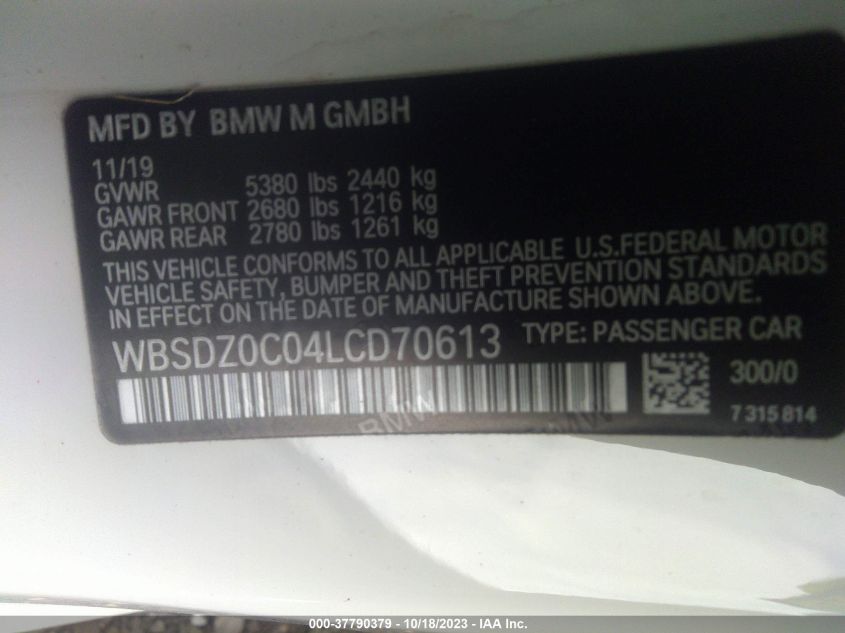 MFD BY BMW M GMBH
11/19
GVWR 5380 lbs 2440 kg
GAWR FRONT 2680 lbs 1216 kg
GAWR REAR 2780 lbs 1261 kg
THIS VEHICLE CONFORMS TO ALL APPLICABLE U.S.FEDERAL MOTOR
VEHICLE SAFETY, BUMPER AND THEFT PREVENTION STANDARDS
IN EFFECT ON THE DATE OF MANUFACTURE SHOWN ABOVE.
WBSDZ0C04LCD70613 TYPE: PASSENGER CAR
300/0
7315814
BMW BMW
000-37790379 - 10/18/2023 - IAA Inc.